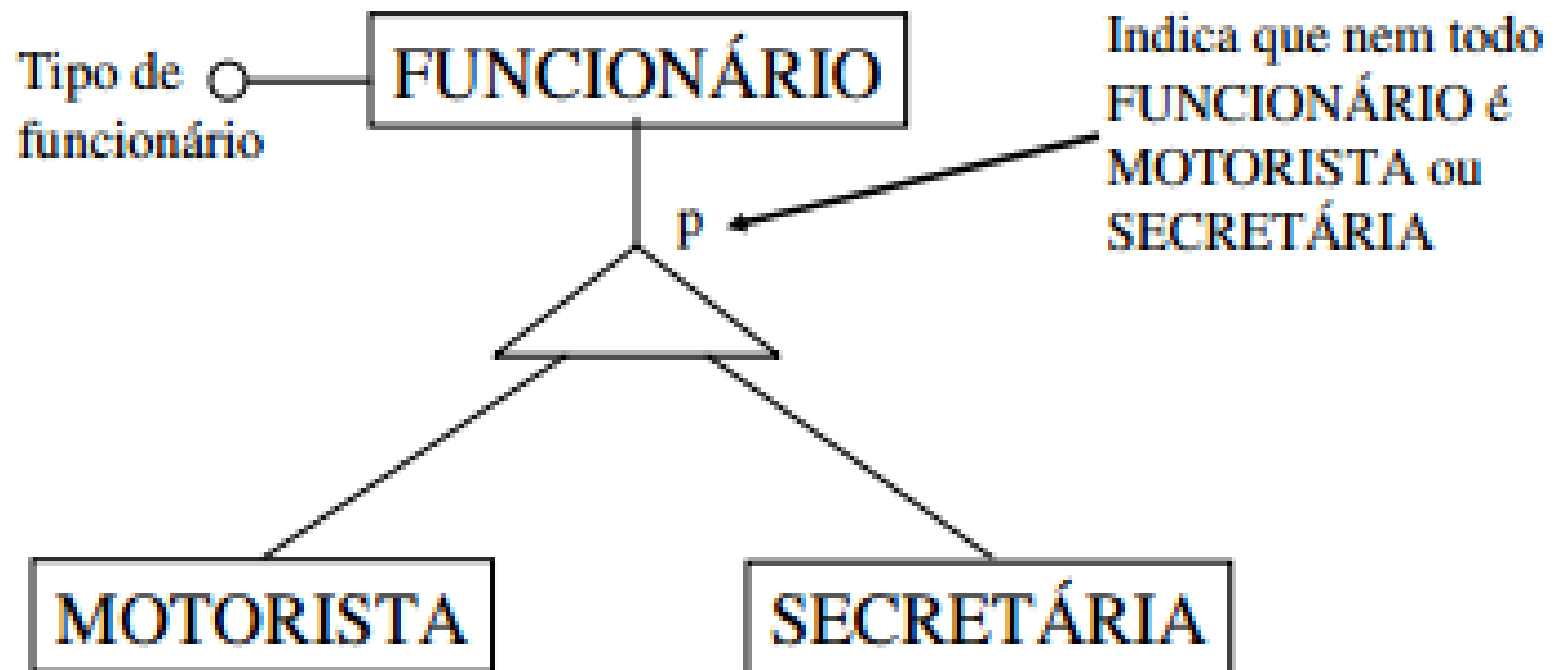 Tipo de
funcionário
FUNCIONÁRIO
Indica que nem todo
FUNCIONÁRIO é
MOTORISTA ou
SECRETÁRIA
p
MOTORISTA
SECRETÁRIA